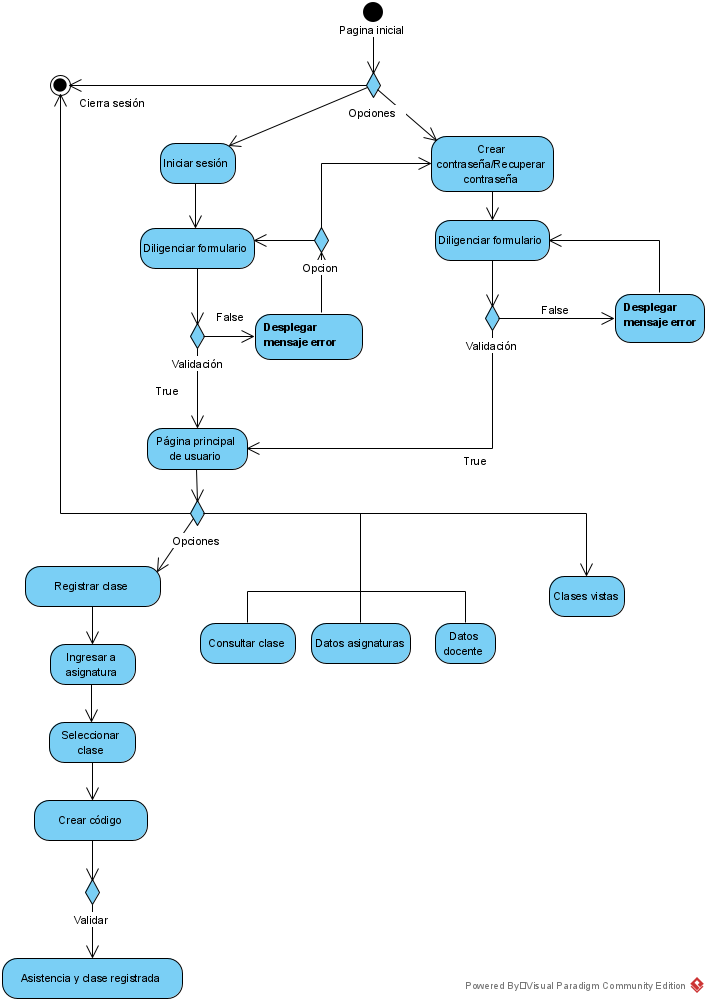 Pagina inicial
Cierra sesión
Opciones
Iniciar sesión
Crear
contraseña/Recuperar
contraseña
Diligenciar formulario
Opcion
Diligenciar formulario
False
Desplegar
mensaje error
Validación
True
False
Desplegar
mensaje error
Validación
True
Página principal
de usuario
Opciones
Registrar clase
Clases vistas
Consultar clase
Datos asignaturas
Datos
docente
Ingresar a
asignatura
Seleccionar
clase
Crear código
Validar
Asistencia y clase registrada
Powered By Visual Paradigm Community Edition